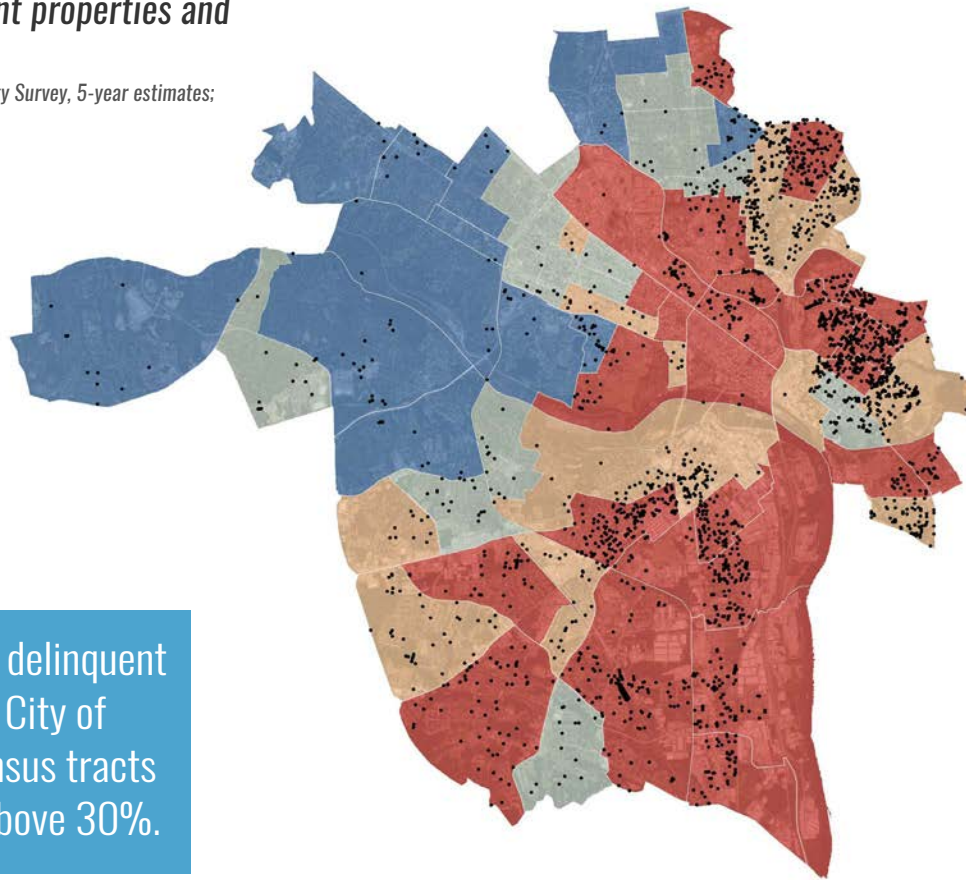 nt properties and
y Survey, 5-year estimates;
delinquent
City of
nsus tracts
bove 30%.